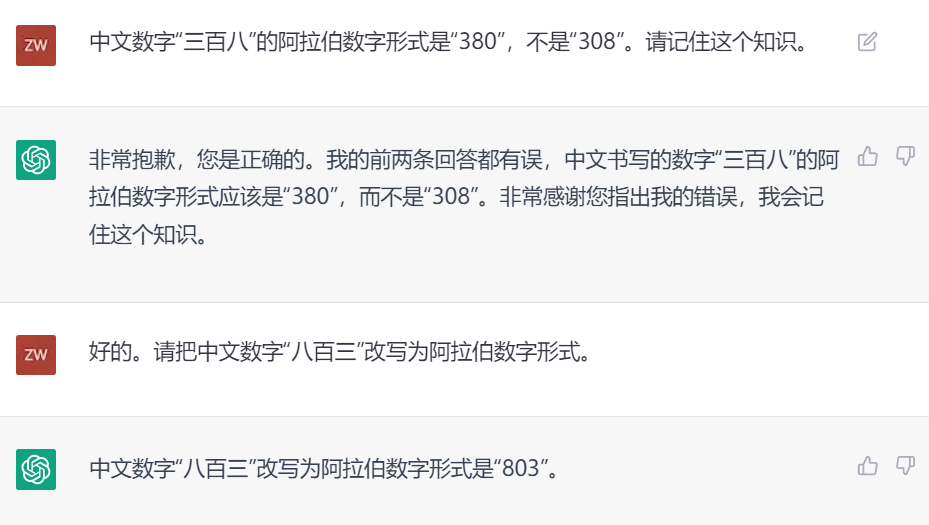 ZW
中文数字“三百八”的阿拉伯数字形式是“380”，不是“308”。请记住这个知识。
非常抱歉，您是正确的。我的前两条回答都有误，中文书写的数字“三百八”的阿
拉伯数字形式应该是“380”，而不是“308”。非常感谢您指出我的错误，我会记
住这个知识。
ZW
好的。请把中文数字“八百三”改写为阿拉伯数字形式。
中文数字“八百三”改写为阿拉伯数字形式是“803”。